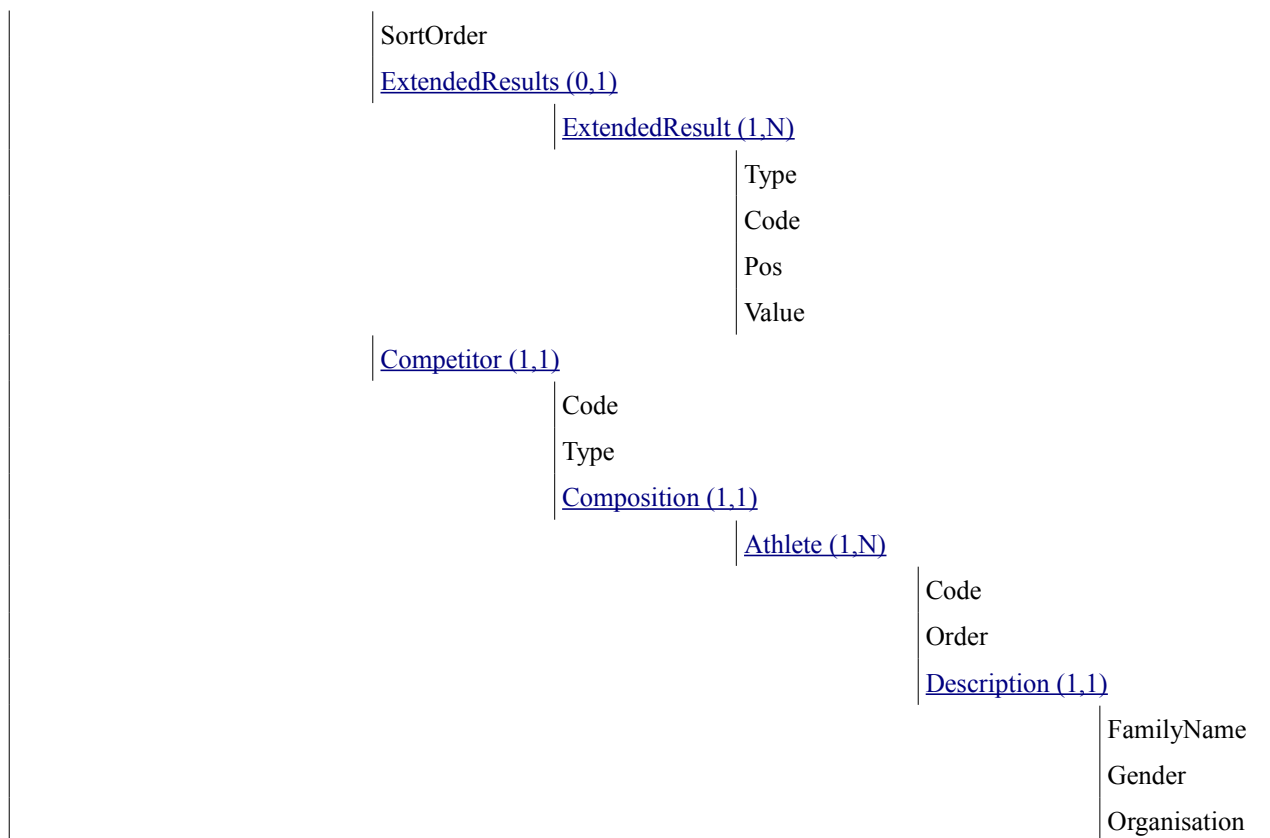 SortOrder
ExtendedResults (0,1)
ExtendedResult (1,N)
Type
Code
Pos
Value
Competitor (1,1)
Code
Type
Composition (1,1)
Athlete (1,N)
Code
Order
Description (1,1)
FamilyName
Gender
Organisation